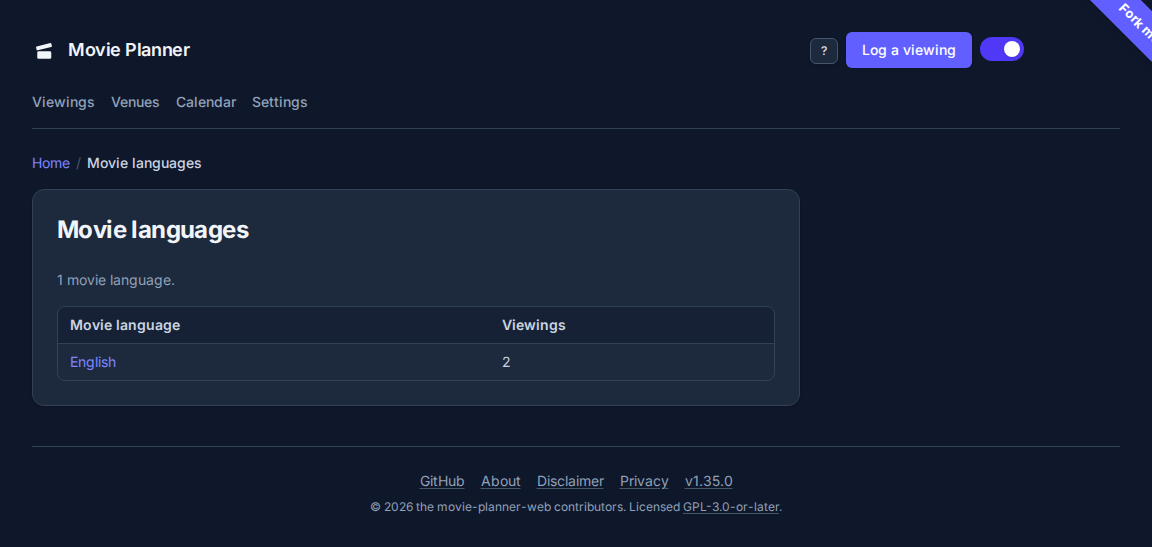 Movie Planner
?
Log a viewing
Fork m
Viewings Venues Calendar Settings
Home / Movie languages
Movie languages
1 movie language.
Movie language Viewings
English 2
GitHub About Disclaimer Privacy v1.35.0
© 2026 the movie-planner-web contributors. Licensed GPL-3.0-or-later.